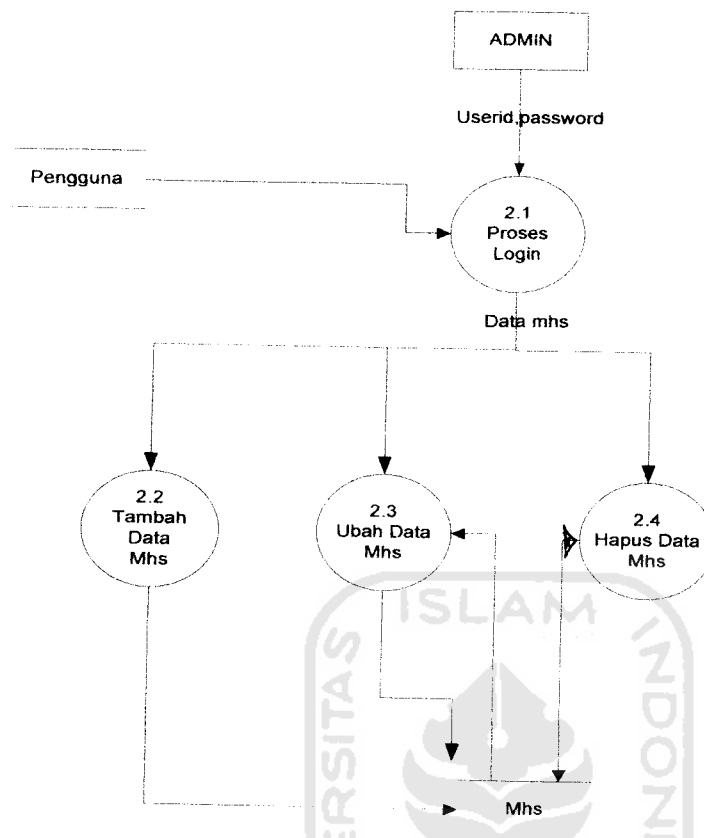 ADMIN
Userid,password
Pengguna
2.1
Proses
Login
Data mhs
2.2
Tambah
Data
Mhs
2.3
Ubah Data
Mhs
2.4
Hapus Data
Mhs
Mhs
ISLAM